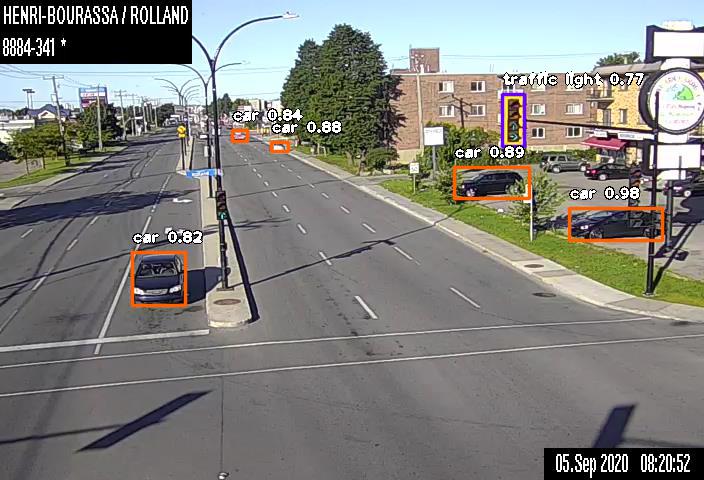 HENRI-BOURASSA / ROLLAND
8884-341 *
traffic light 0.77
car 0.84
car 0.88
car 0.89
car 0.98
car 0.82
05.Sep 2020 08:20:52